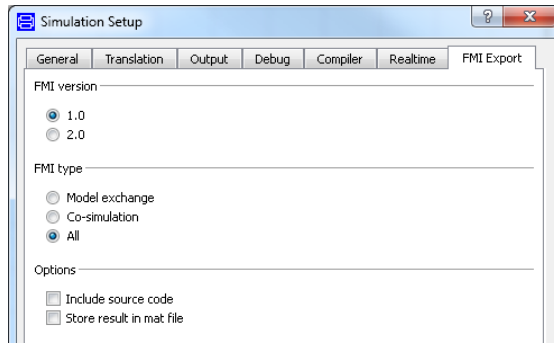 Simulation Setup
General Translation Output Debug Compiler Realtime FMI Export
FMI version
1.0
2.0
FMI type
Model exchange
Co-simulation
All
Options
Include source code
Store result in mat file